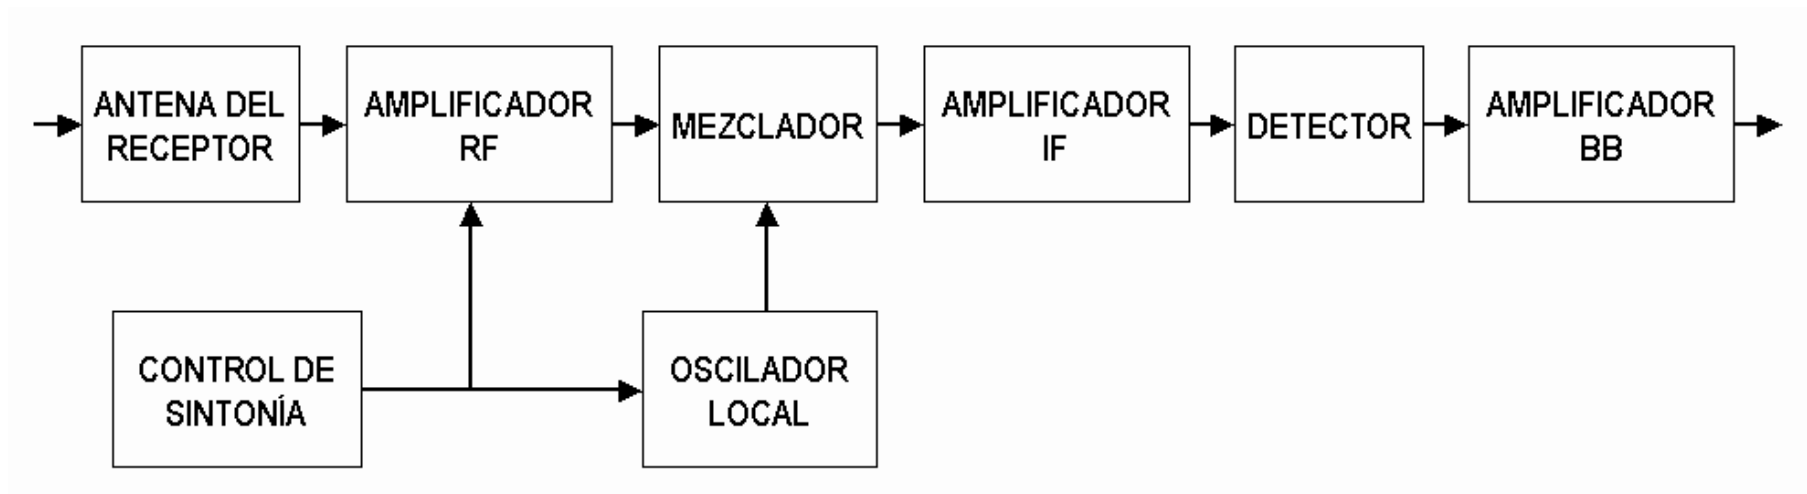 ANTENA DEL
RECEPTOR
AMPLIFICADOR
RF
MEZCLADOR
AMPLIFICADOR
IF
DETECTOR
AMPLIFICADOR
BB
CONTROL DE
SINTONÍA
OSCILADOR
LOCAL